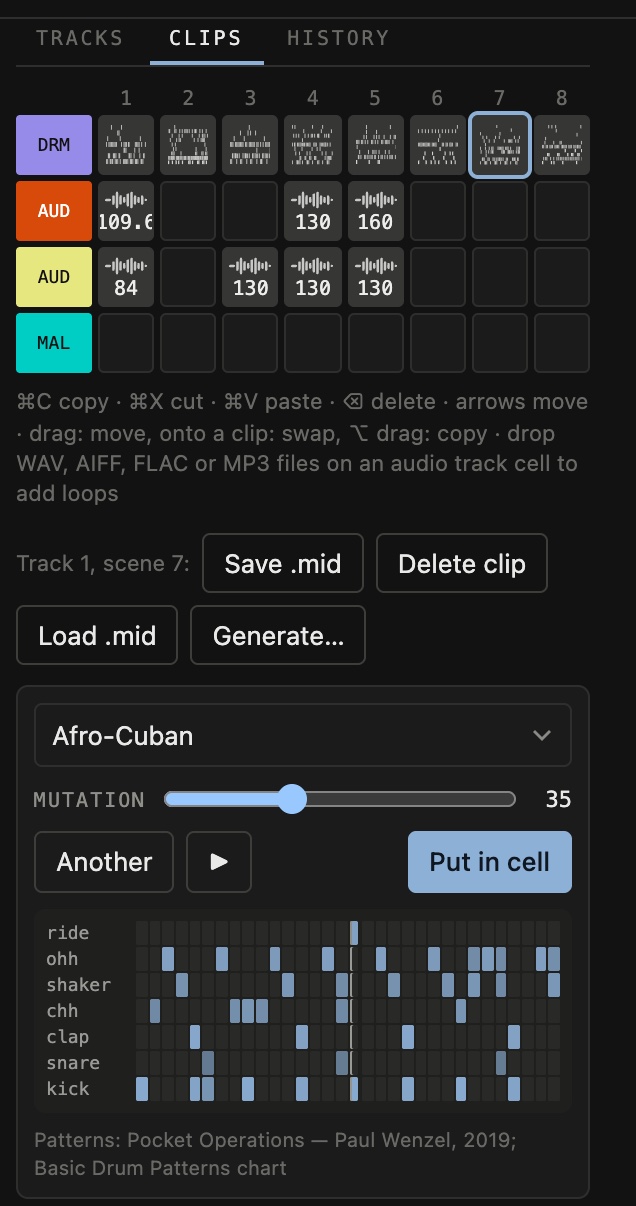 TRACKS CLIPS HISTORY
1 2 3 4 5 6 7 8
DRM
AUD 109.6 130 160
AUD 84 130 130 130
MAL
⌘C copy · ⌘X cut · ⌘V paste · ⌫ delete · arrows move
· drag: move, onto a clip: swap, ⌥ drag: copy · drop
WAV, AIFF, FLAC or MP3 files on an audio track cell to
add loops
Track 1, scene 7: Save .mid Delete clip
Load .mid Generate...
Afro-Cuban
MUTATION 35
Another Put in cell
ride
ohh
shaker
chh
clap
snare
kick
Patterns: Pocket Operations — Paul Wenzel, 2019;
Basic Drum Patterns chart